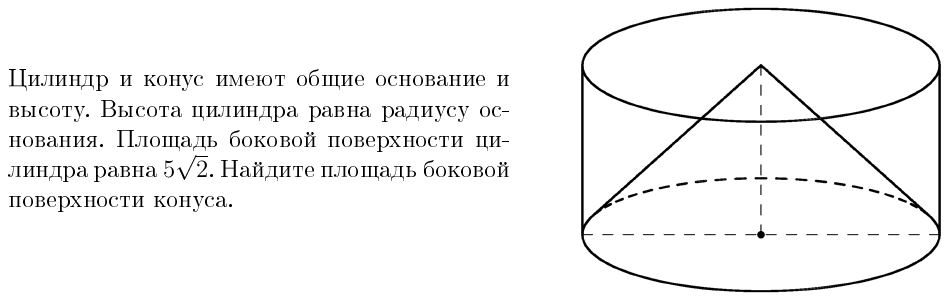 Цилиндр и конус имеют общие основание и
высоту. Высота цилиндра равна радиусу ос-
нования. Площадь боковой поверхности ци-
линдра равна 5√2. Найдите площадь боковой
поверхности конуса.